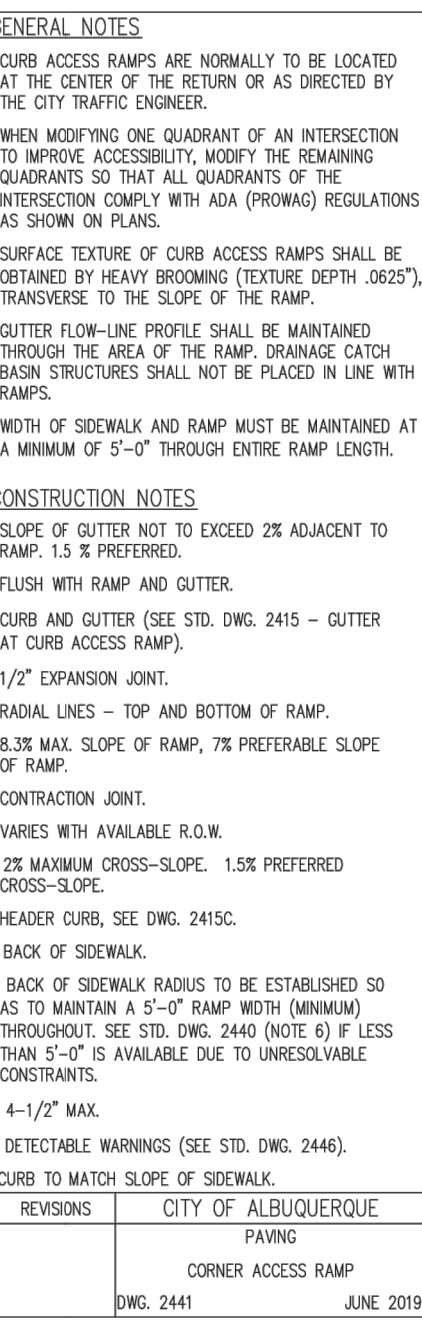 GENERAL NOTES
CURB ACCESS RAMPS ARE NORMALLY TO BE LOCATED
AT THE CENTER OF THE RETURN OR AS DIRECTED BY
THE CITY TRAFFIC ENGINEER.
WHEN MODIFYING ONE QUADRANT OF AN INTERSECTION
TO IMPROVE ACCESSIBILITY, MODIFY THE REMAINING
QUADRANTS SO THAT ALL QUADRANTS OF THE
INTERSECTION COMPLY WITH ADA (PROWAG) REGULATIONS
AS SHOWN ON PLANS.
SURFACE TEXTURE OF CURB ACCESS RAMPS SHALL BE
OBTAINED BY HEAVY BROOMING (TEXTURE DEPTH .0625"),
TRANSVERSE TO THE SLOPE OF THE RAMP.
GUTTER FLOW-LINE PROFILE SHALL BE MAINTAINED
THROUGH THE AREA OF THE RAMP. DRAINAGE CATCH
BASIN STRUCTURES SHALL NOT BE PLACED IN LINE WITH
RAMPS.
WIDTH OF SIDEWALK AND RAMP MUST BE MAINTAINED AT
A MINIMUM OF 5'-0" THROUGH ENTIRE RAMP LENGTH.
CONSTRUCTION NOTES
SLOPE OF GUTTER NOT TO EXCEED 2% ADJACENT TO
RAMP. 1.5 % PREFERRED.
FLUSH WITH RAMP AND GUTTER.
CURB AND GUTTER (SEE STD. DWG. 2415 - GUTTER
AT CURB ACCESS RAMP).
1/2" EXPANSION JOINT.
RADIAL LINES - TOP AND BOTTOM OF RAMP.
8.3% MAX. SLOPE OF RAMP, 7% PREFERABLE SLOPE
OF RAMP.
CONTRACTION JOINT.
VARIES WITH AVAILABLE R.O.W.
2% MAXIMUM CROSS-SLOPE. 1.5% PREFERRED
CROSS-SLOPE.
HEADER CURB, SEE DWG. 2415C.
BACK OF SIDEWALK.
BACK OF SIDEWALK RADIUS TO BE ESTABLISHED SO
AS TO MAINTAIN A 5'-0" RAMP WIDTH (MINIMUM)
THROUGHOUT. SEE STD. DWG. 2440 (NOTE 6) IF LESS
THAN 5'-0" IS AVAILABLE DUE TO UNRESOLVABLE
CONSTRAINTS.
4-1/2" MAX.
DETECTABLE WARNINGS (SEE STD. DWG. 2446).
CURB TO MATCH SLOPE OF SIDEWALK.
REVISIONS
CITY OF ALBUQUERQUE
PAVING
CORNER ACCESS RAMP
DWG. 2441 JUNE 2019